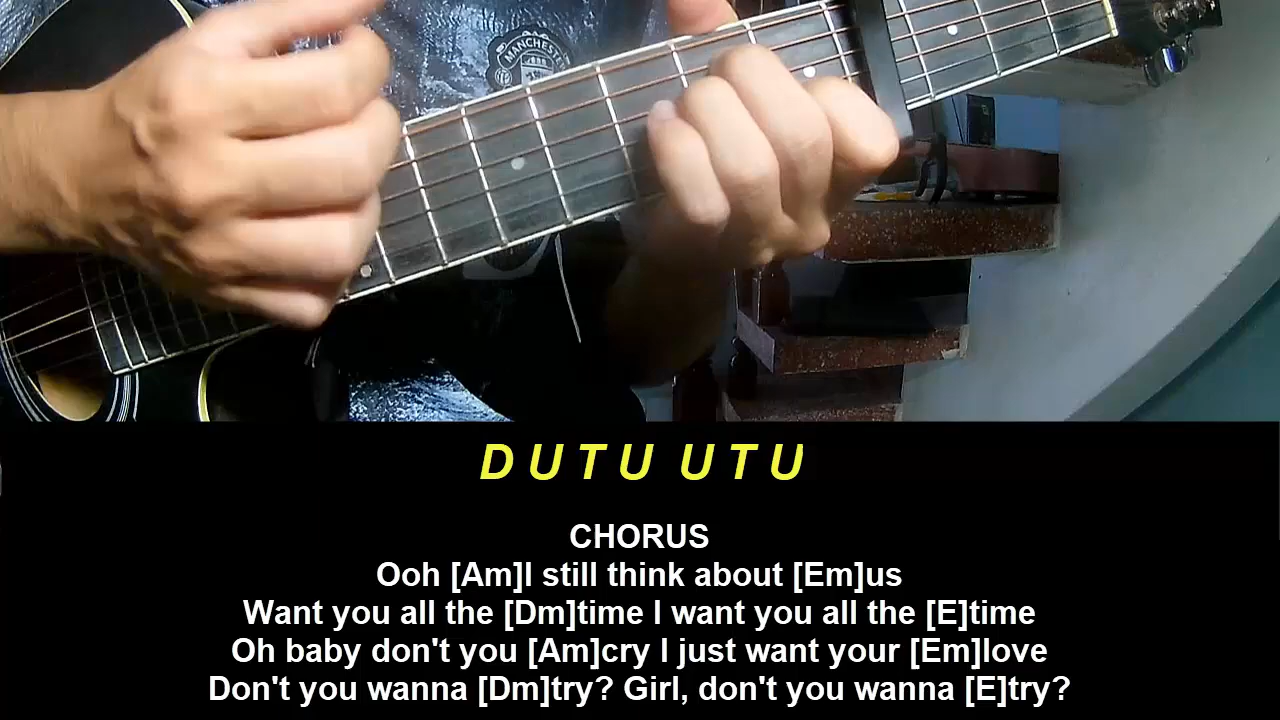 MANCHESTER
D U T U U T U
CHORUS
Ooh [Am]I still think about [Em]us
Want you all the [Dm]time I want you all the [E]time
Oh baby don't you [Am]cry I just want your [Em]love
Don't you wanna [Dm]try? Girl, don't you wanna [E]try?